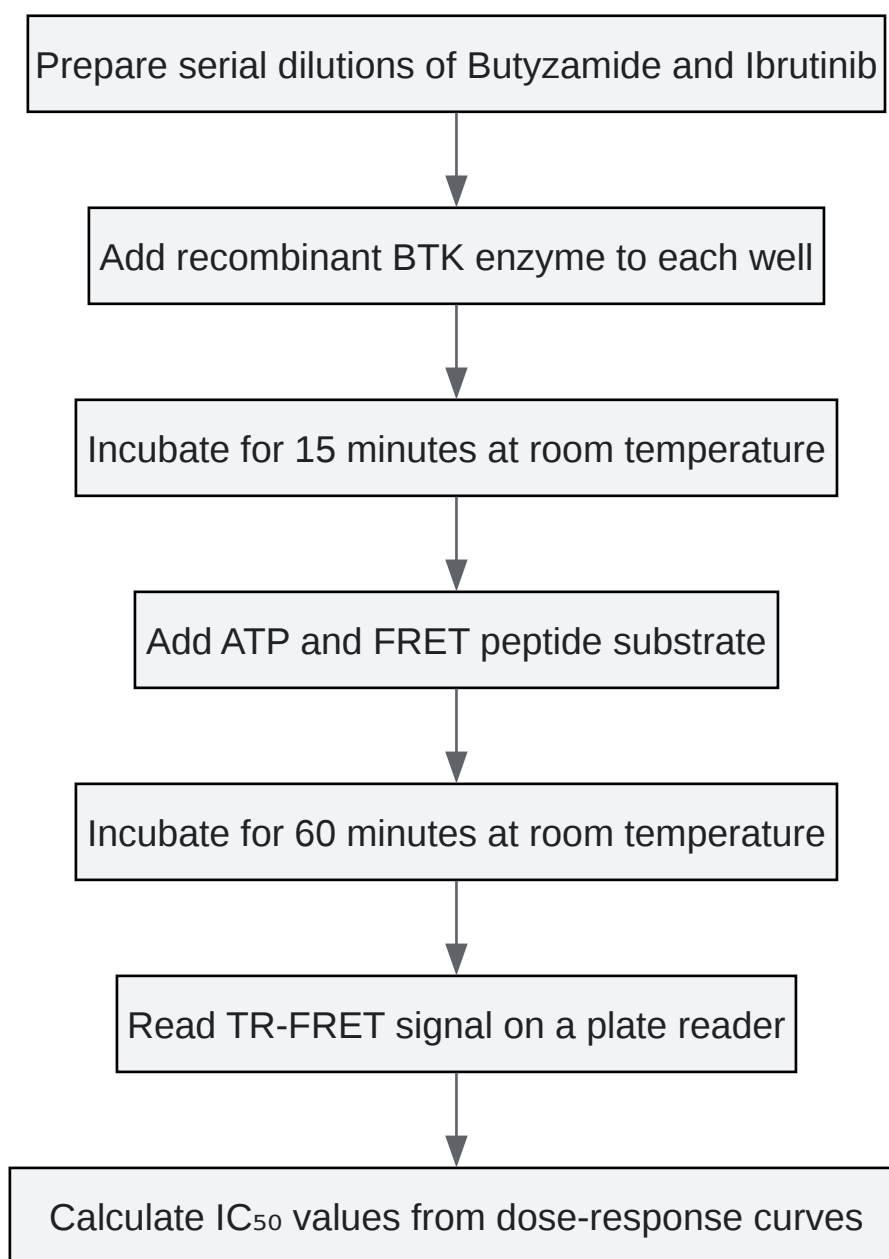 Prepare serial dilutions of Butyzamide and Ibrutinib
Add recombinant BTK enzyme to each well
Incubate for 15 minutes at room temperature
Add ATP and FRET peptide substrate
Incubate for 60 minutes at room temperature
Read TR-FRET signal on a plate reader
Calculate IC₅₀ values from dose-response curves